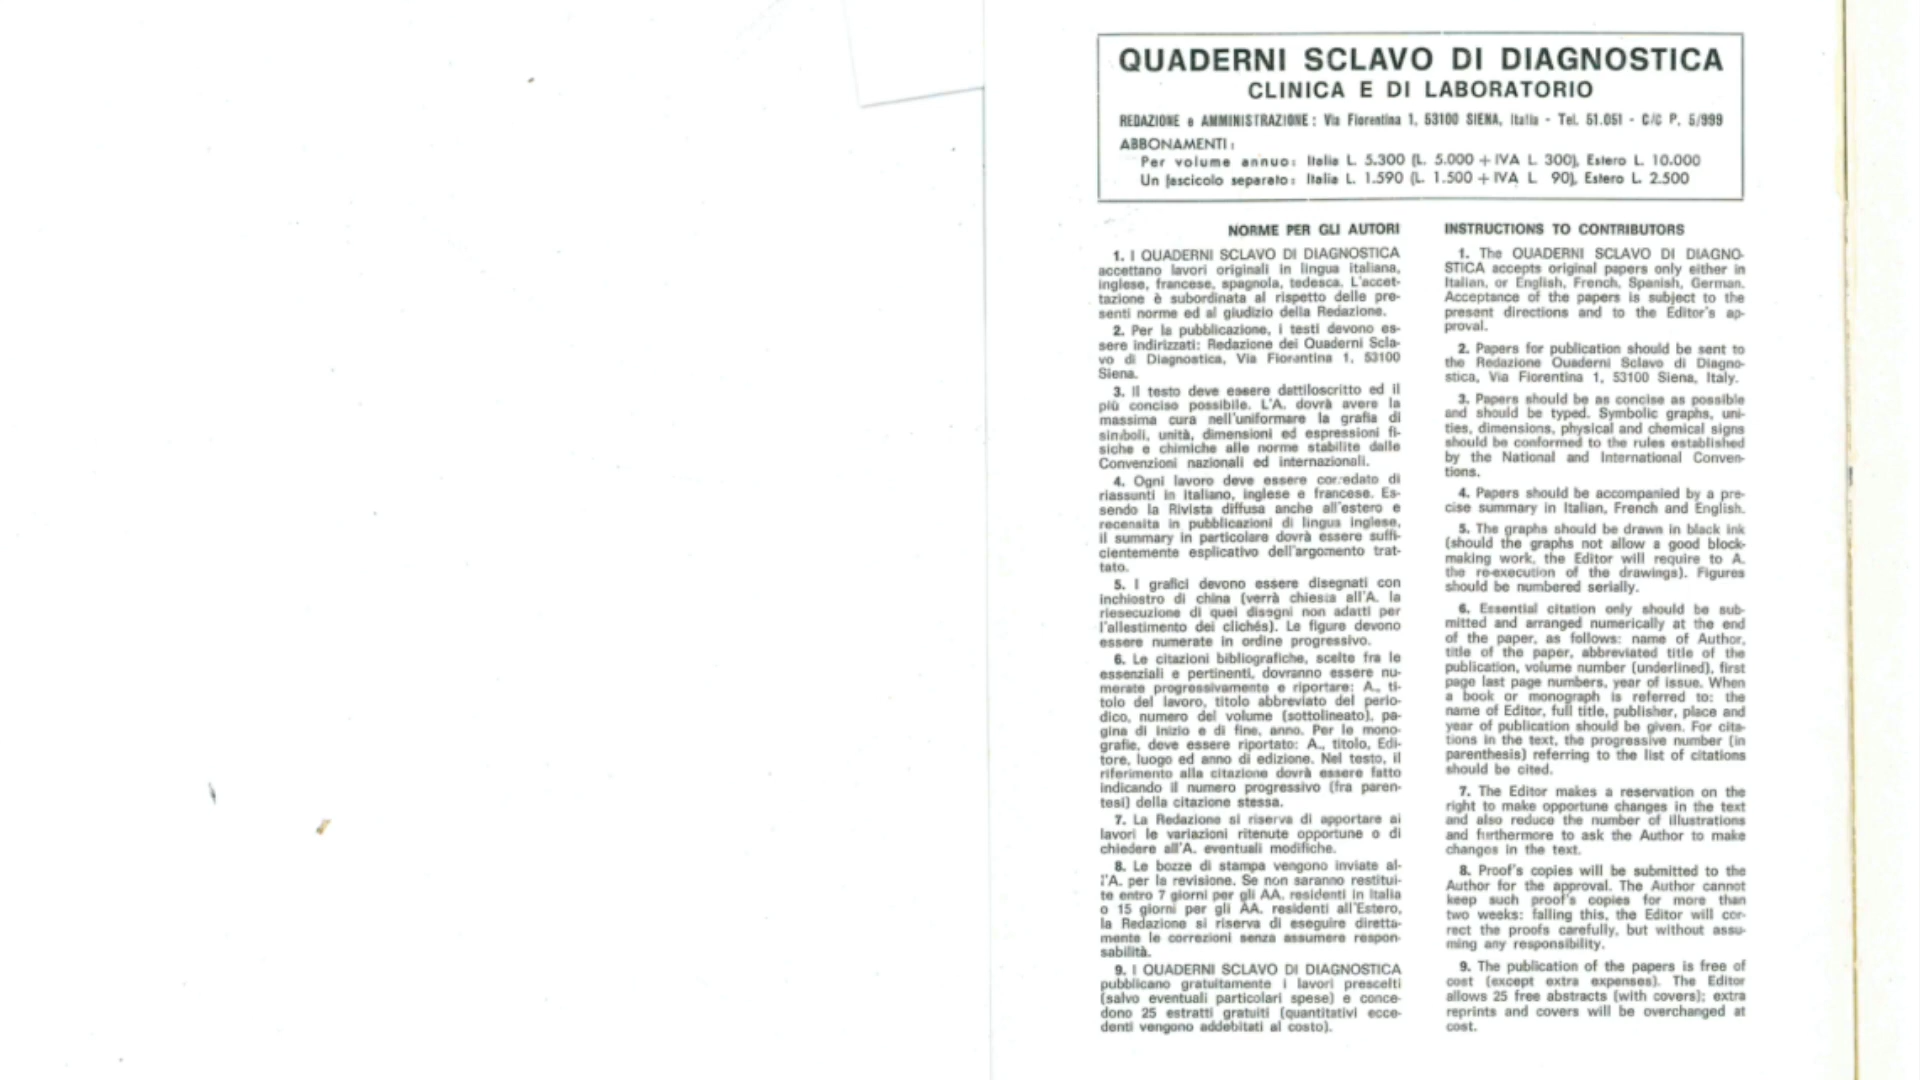 QUADERNI SCLAVO DI DIAGNOSTICA
CLINICA E DI LABORATORIO
REDAZIONE e AMMINISTRAZIONE: Via Fiorentina 1, 53100 SIENA, Italia - Tel. 51.051 - C/C P. 5/999
ABBONAMENTI:
Per volume annuo: Italia L. 5.300 (L. 5.000 + IVA L. 300), Estero L. 10.000
Un fascicolo separato: Italia L. 1.590 (L. 1.500 + IVA L 90), Estero L. 2.500
NORME PER GLI AUTORI
1. I QUADERNI SCLAVO DI DIAGNOSTICA
accettano lavori originali in lingua italiana,
inglese, francese, spagnola, tedesca. L'accet-
tazione è subordinata al rispetto delle pre-
senti norme ed al giudizio della Redazione.
2. Per la pubblicazione, i testi devono es-
sere indirizzati: Redazione dei Quaderni Scla-
vo di Diagnostica, Via Fiorentina 1, 53100
Siena.
3. Il testo deve essere dattiloscritto ed il
più conciso possibile. L'A. dovrà avere la
massima cura nell'uniformare la grafia di
simboli, unità, dimensioni ed espressioni fi-
siche e chimiche alle norme stabilite dalle
Convenzioni nazionali ed internazionali.
4. Ogni lavoro deve essere corredato di
riassunti in italiano, inglese e francese. Es-
sendo la Rivista diffusa anche all'estero e
recensita in pubblicazioni di lingua inglese,
il summary in particolare dovrà essere suffi-
cientemente esplicativo dell'argomento trat-
tato.
5. I grafici devono essere disegnati con
inchiostro di china (verrà chiesta all'A. la
riesecuzione di quei disegni non adatti per
l'allestimento dei clichés). Le figure devono
essere numerate in ordine progressivo.
6. Le citazioni bibliografiche, scelte fra le
essenziali e pertinenti, dovranno essere nu-
merate progressivamente e riportare: A., ti-
tolo del lavoro, titolo abbreviato del perio-
dico, numero del volume (sottolineato), pa-
gina di inizio e di fine, anno. Per le mono-
grafie, deve essere riportato: A., titolo, Edi-
tore, luogo ed anno di edizione. Nel testo, il
riferimento alla citazione dovrà essere fatto
indicando il numero progressivo (fra paren-
tesi) della citazione stessa.
7. La Redazione si riserva di apportare ai
lavori le variazioni ritenute opportune o di
chiedere all'A. eventuali modifiche.
8. Le bozze di stampa vengono inviate al-
l'A. per la revisione. Se non saranno restitui-
te entro 7 giorni per gli AA. residenti in Italia
o 15 giorni per gli AA. residenti all'Estero,
la Redazione si riserva di eseguire diretta-
mente le correzioni senza assumere respon-
sabilità.
9. I QUADERNI SCLAVO DI DIAGNOSTICA
pubblicano gratuitamente i lavori prescelti
(salvo eventuali particolari spese) e conce-
dono 25 estratti gratuiti (quantitativi ecce-
denti vengono addebitati al costo).
INSTRUCTIONS TO CONTRIBUTORS
1. The QUADERNI SCLAVO DI DIAGNO-
STICA accepts original papers only either in
Italian, or English, French, Spanish, German.
Acceptance of the papers is subject to the
present directions and to the Editor's ap-
proval.
2. Papers for publication should be sent to
the Redazione Quaderni Sclavo di Diagno-
stica, Via Fiorentina 1, 53100 Siena, Italy.
3. Papers should be as concise as possible
and should be typed. Symbolic graphs, uni-
ties, dimensions, physical and chemical signs
should be conformed to the rules established
by the National and International Conven-
tions.
4. Papers should be accompanied by a pre-
cise summary in Italian, French and English.
5. The graphs should be drawn in black ink
(should the graphs not allow a good block-
making work, the Editor will require to A.
the re-execution of the drawings). Figures
should be numbered serially.
6. Essential citation only should be sub-
mitted and arranged numerically at the end
of the paper, as follows: name of Author,
title of the paper, abbreviated title of the
publication, volume number (underlined), first
page last page numbers, year of issue. When
a book or monograph is referred to: the
name of Editor, full title, publisher, place and
year of publication should be given. For cita-
tions in the text, the progressive number (in
parenthesis) referring to the list of citations
should be cited.
7. The Editor makes a reservation on the
right to make opportune changes in the text
and also reduce the number of illustrations
and furthermore to ask the Author to make
changes in the text.
8. Proof's copies will be submitted to the
Author for the approval. The Author cannot
keep such proof's copies for more than
two weeks: falling this, the Editor will cor-
rect the proofs carefully, but without assu-
ming any responsibility.
9. The publication of the papers is free of
cost (except extra expenses). The Editor
allows 25 free abstracts (with covers); extra
reprints and covers will be overchanged at
cost.